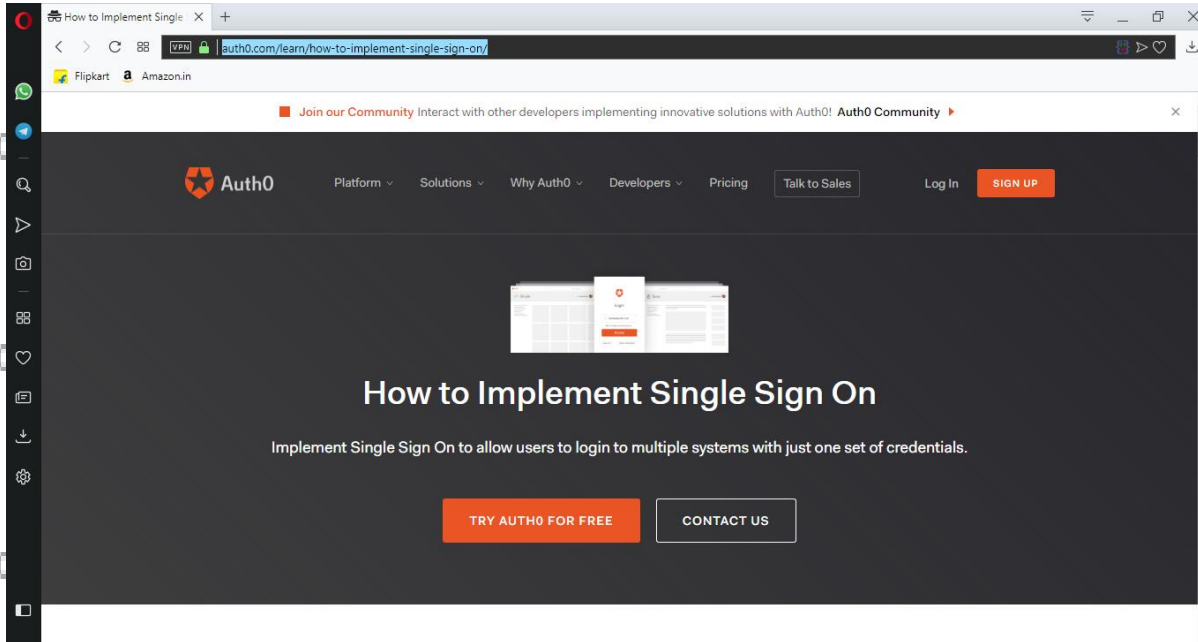 How to Implement Single
VPN
auth0.com/learn/how-to-implement-single-sign-on/
Flipkart
a Amazon.in
Join our Community Interact with other developers implementing innovative solutions with Auth0! Auth0 Community
Auth0 Platform Solutions Why Auth0 Developers Pricing Talk to Sales Log In SIGN UP
How to Implement Single Sign On
Implement Single Sign On to allow users to login to multiple systems with just one set of credentials.
TRY AUTH0 FOR FREE
CONTACT US